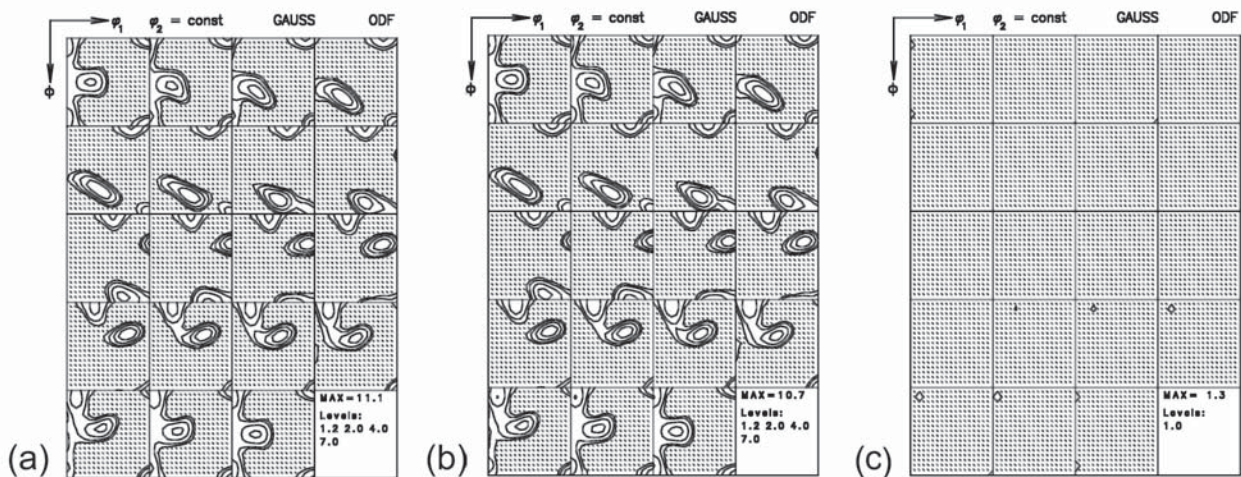 φ₁ φ₂ = const GAUSS ODF
Φ
MAX=11.1
Levels:
1.2 2.0 4.0
7.0
(a)
φ₁ φ₂ = const GAUSS ODF
Φ
MAX=10.7
Levels:
1.2 2.0 4.0
7.0
(b)
φ₁ φ₂ = const GAUSS ODF
Φ
MAX= 1.3
Levels:
1.0
(c)